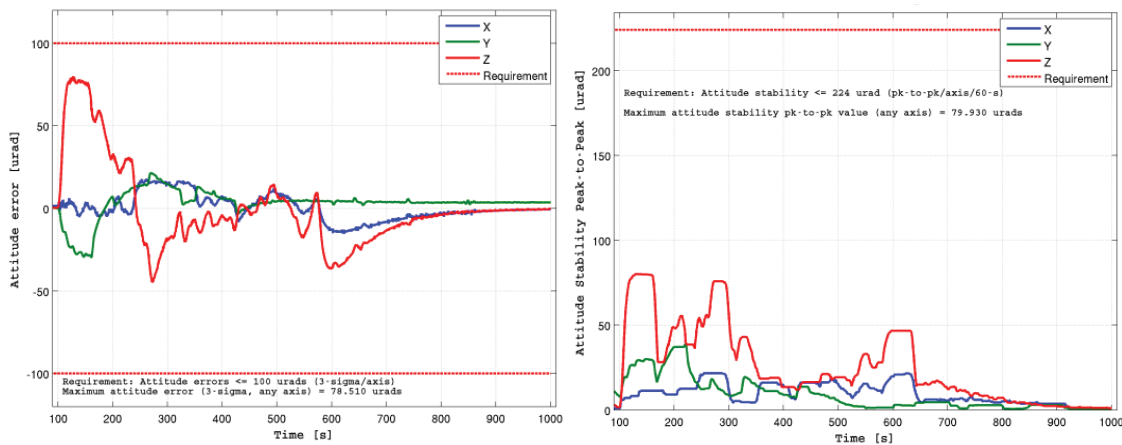 X
Y
Z
Requirement
100
50
0
-50
-100
Attitude error [urad]
Requirement: Attitude errors <= 100 urads (3-sigma/axis)
Maximum attitude error (3-sigma, any axis) = 78.510 urads
100 200 300 400 500 600 700 800 900 1000
Time [s]
X
Y
Z
Requirement
Requirement: Attitude stability <= 224 urad (pk-to-pk/axis/60-s)
Maximum attitude stability pk-to-pk value (any axis) = 79.930 urads
200
150
100
50
0
Attitude Stability Peak-to-Peak [urad]
100 200 300 400 500 600 700 800 900 1000
Time [s]